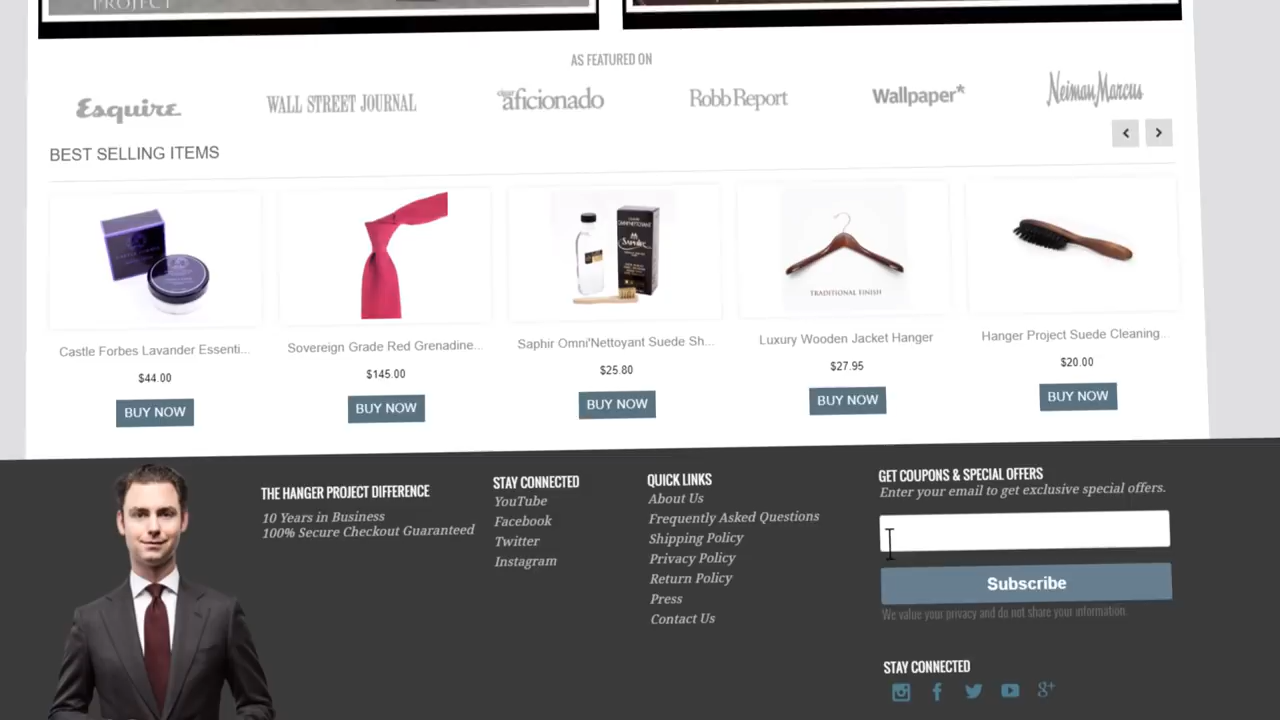 PROJECT
AS FEATURED ON
Esquire
WALL STREET JOURNAL
cigar aficionado
Robb Report
Wallpaper*
Neiman Marcus
BEST SELLING ITEMS
TRADITIONAL FINISH
Castle Forbes Lavander Essenti...
Sovereign Grade Red Grenadine...
Saphir Omni'Nettoyant Suede Sh...
Luxury Wooden Jacket Hanger
Hanger Project Suede Cleaning...
$44.00
$145.00
$25.80
$27.95
$20.00
BUY NOW
BUY NOW
BUY NOW
BUY NOW
BUY NOW
THE HANGER PROJECT DIFFERENCE
10 Years in Business
100% Secure Checkout Guaranteed
STAY CONNECTED
YouTube
Facebook
Twitter
Instagram
QUICK LINKS
About Us
Frequently Asked Questions
Shipping Policy
Privacy Policy
Return Policy
Press
Contact Us
GET COUPONS & SPECIAL OFFERS
Enter your email to get exclusive special offers.
Subscribe
We value your privacy and do not share your information.
STAY CONNECTED